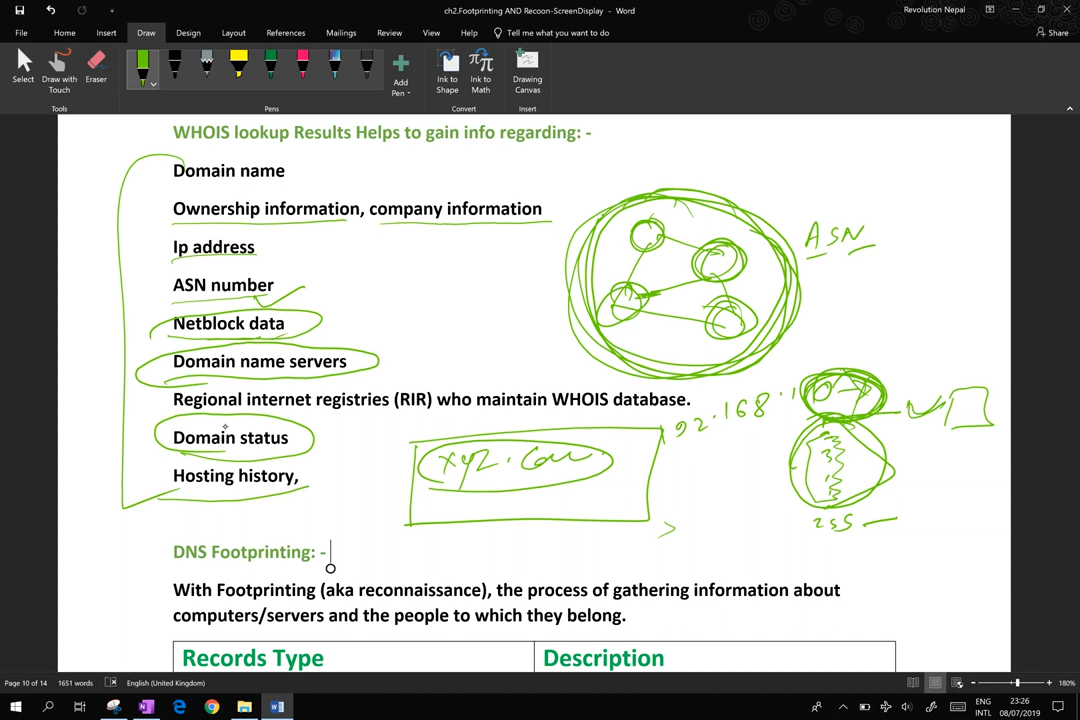 ch2.Footprinting AND Recoon-ScreenDisplay - Word
Revolution Nepal
File Home Insert Draw Design Layout References Mailings Review View Help Tell me what you want to do
Share
Select
Draw with Touch
Eraser
Add Pen
Ink to Shape
Ink to Math
Drawing Canvas
Tools Pens Convert Insert
WHOIS lookup Results Helps to gain info regarding: -
Domain name
Ownership information, company information
Ip address
ASN
ASN number
Netblock data
Domain name servers
Regional internet registries (RIR) who maintain WHOIS database.
192.168.1
Domain status
xyz.com
Hosting history,
255
DNS Footprinting: -
With Footprinting (aka reconnaissance), the process of gathering information about
computers/servers and the people to which they belong.
Records Type Description
Page 10 of 14 1651 words English (United Kingdom) 180%
ENG
INTL
23:26
08/07/2019